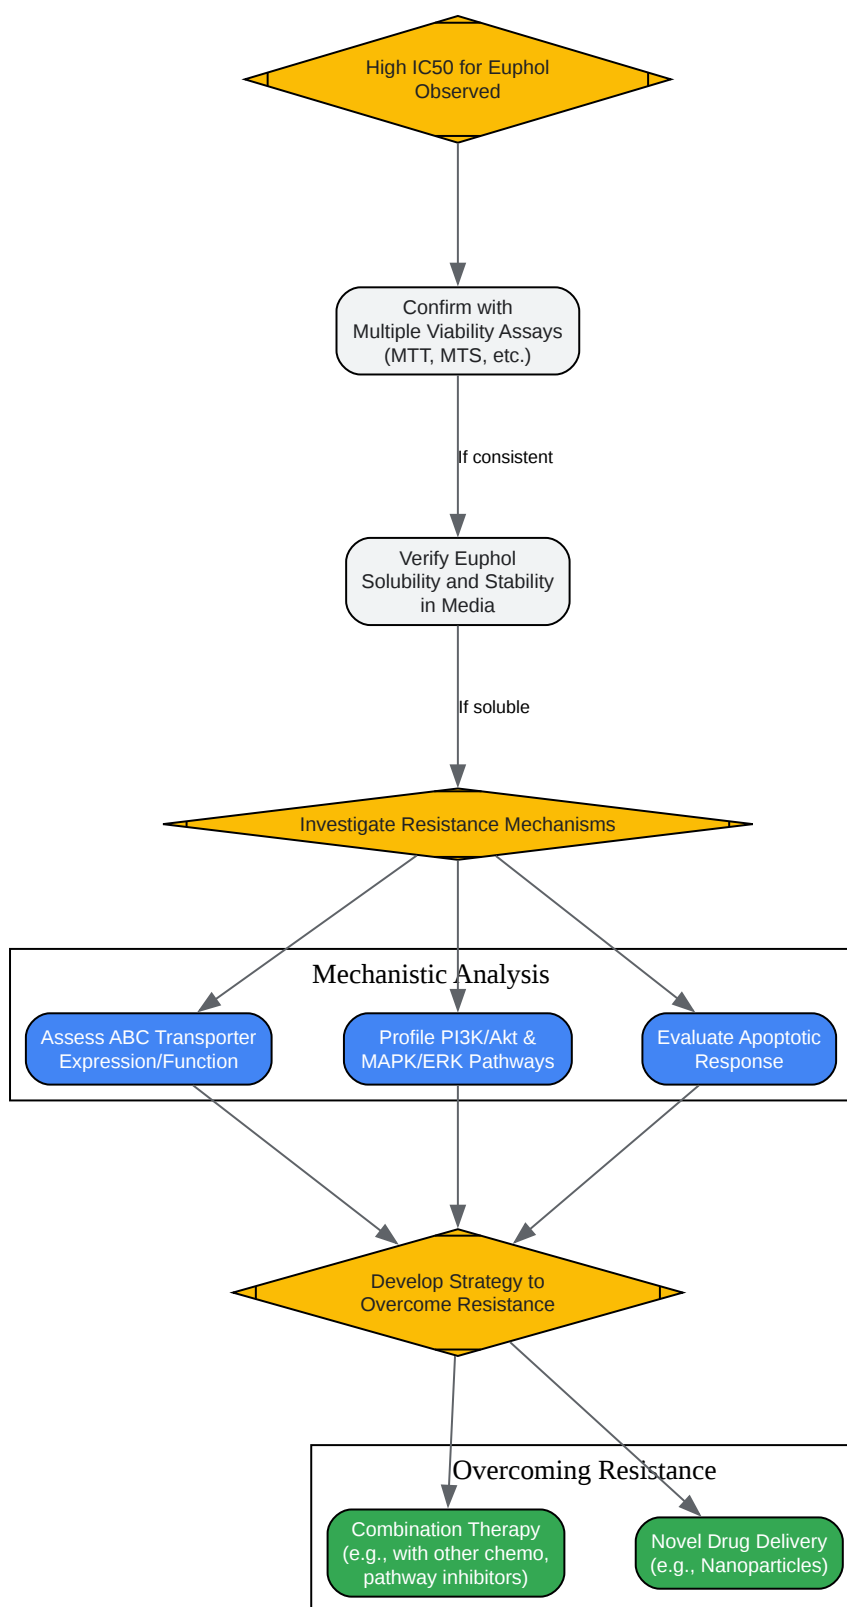 High IC50 for Euphol
Observed
Confirm with
Multiple Viability Assays
(MTT, MTS, etc.)
If consistent
Verify Euphol
Solubility and Stability
in Media
If soluble
Investigate Resistance Mechanisms
Mechanistic Analysis
Assess ABC Transporter
Expression/Function
Profile PI3K/Akt &
MAPK/ERK Pathways
Evaluate Apoptotic
Response
Develop Strategy to
Overcome Resistance
Overcoming Resistance
Combination Therapy
(e.g., with other chemo,
pathway inhibitors)
Novel Drug Delivery
(e.g., Nanoparticles)